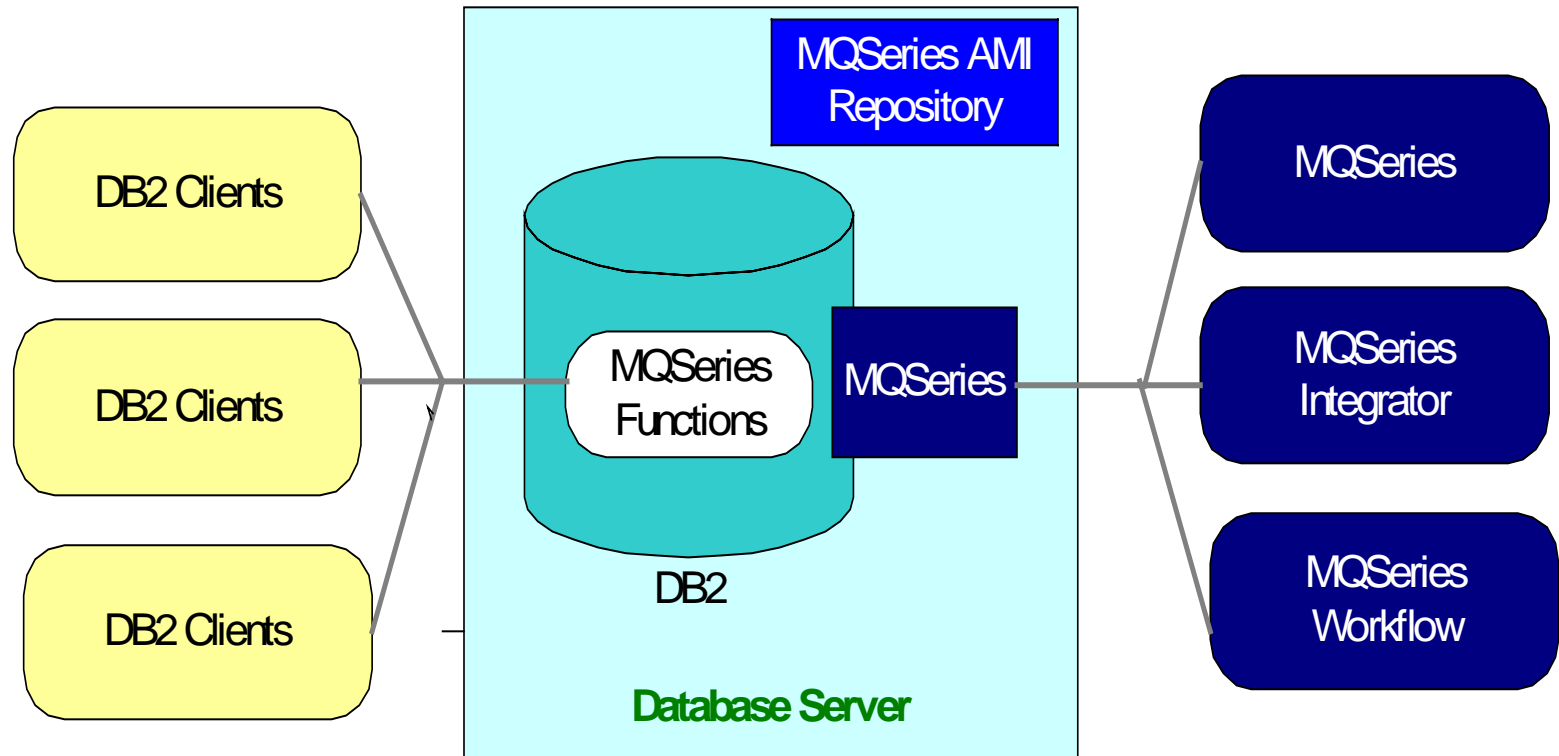 MQSeries AMI
Repository
DB2 Clients
DB2 Clients
DB2 Clients
MQSeries
Functions
MQSeries
DB2
Database Server
MQSeries
MQSeries
Integrator
MQSeries
Workflow